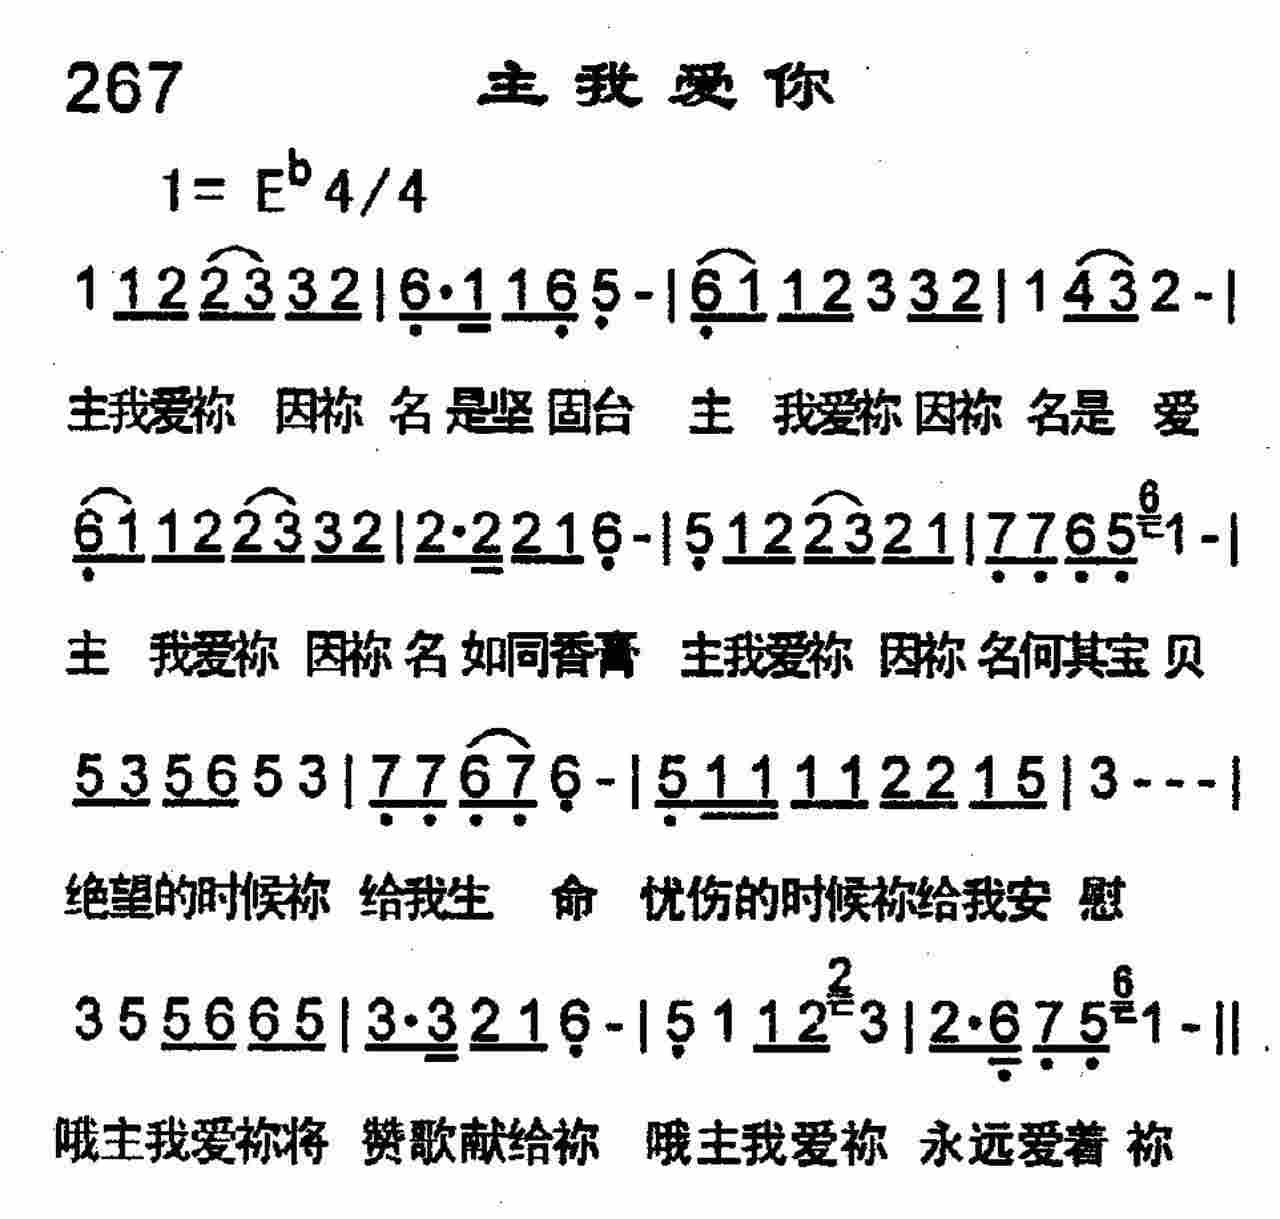 267 主我爱你
1= E♭ 4/4
1 1 2 2 3 3 2 | 6·1 1 6 5 - | 6 1 1 2 3 3 2 | 1 4 3 2 - |
主我爱祢 因祢 名 是坚 固台 主 我爱祢 因祢 名是 爱
6 1 1 2 2 3 3 2 | 2·2 2 1 6 - | 5 1 2 2 3 2 1 | 7 7 6 5 6 1 - |
主 我爱祢 因祢 名 如同香膏 主我爱祢 因祢 名何其宝 贝
5 3 5 6 5 3 | 7 7 6 7 6 - | 5 1 1 1 1 2 2 1 5 | 3 - - - |
绝望的时候祢 给我生 命 忧伤的时候祢给我安 慰
3 5 5 6 6 5 | 3·3 2 1 6 - | 5 1 1 2 2 3 | 2·6 7 5 6 1 - ||
哦主我爱祢将 赞歌献给祢 哦主我爱祢 永远爱着 祢